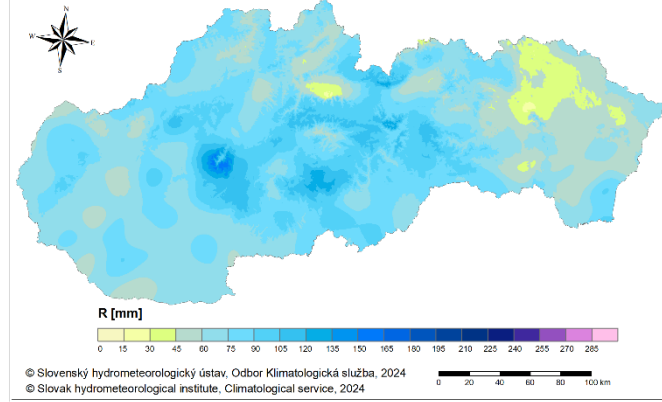 N
W E
S
R [mm]
0 15 30 45 60 75 90 105 120 135 150 165 180 195 210 225 240 255 270 285
© Slovenský hydrometeorologický ústav, Odbor Klimatologická služba, 2024
© Slovak hydrometeorological institute, Climatological service, 2024
0 20 40 60 80 100 km